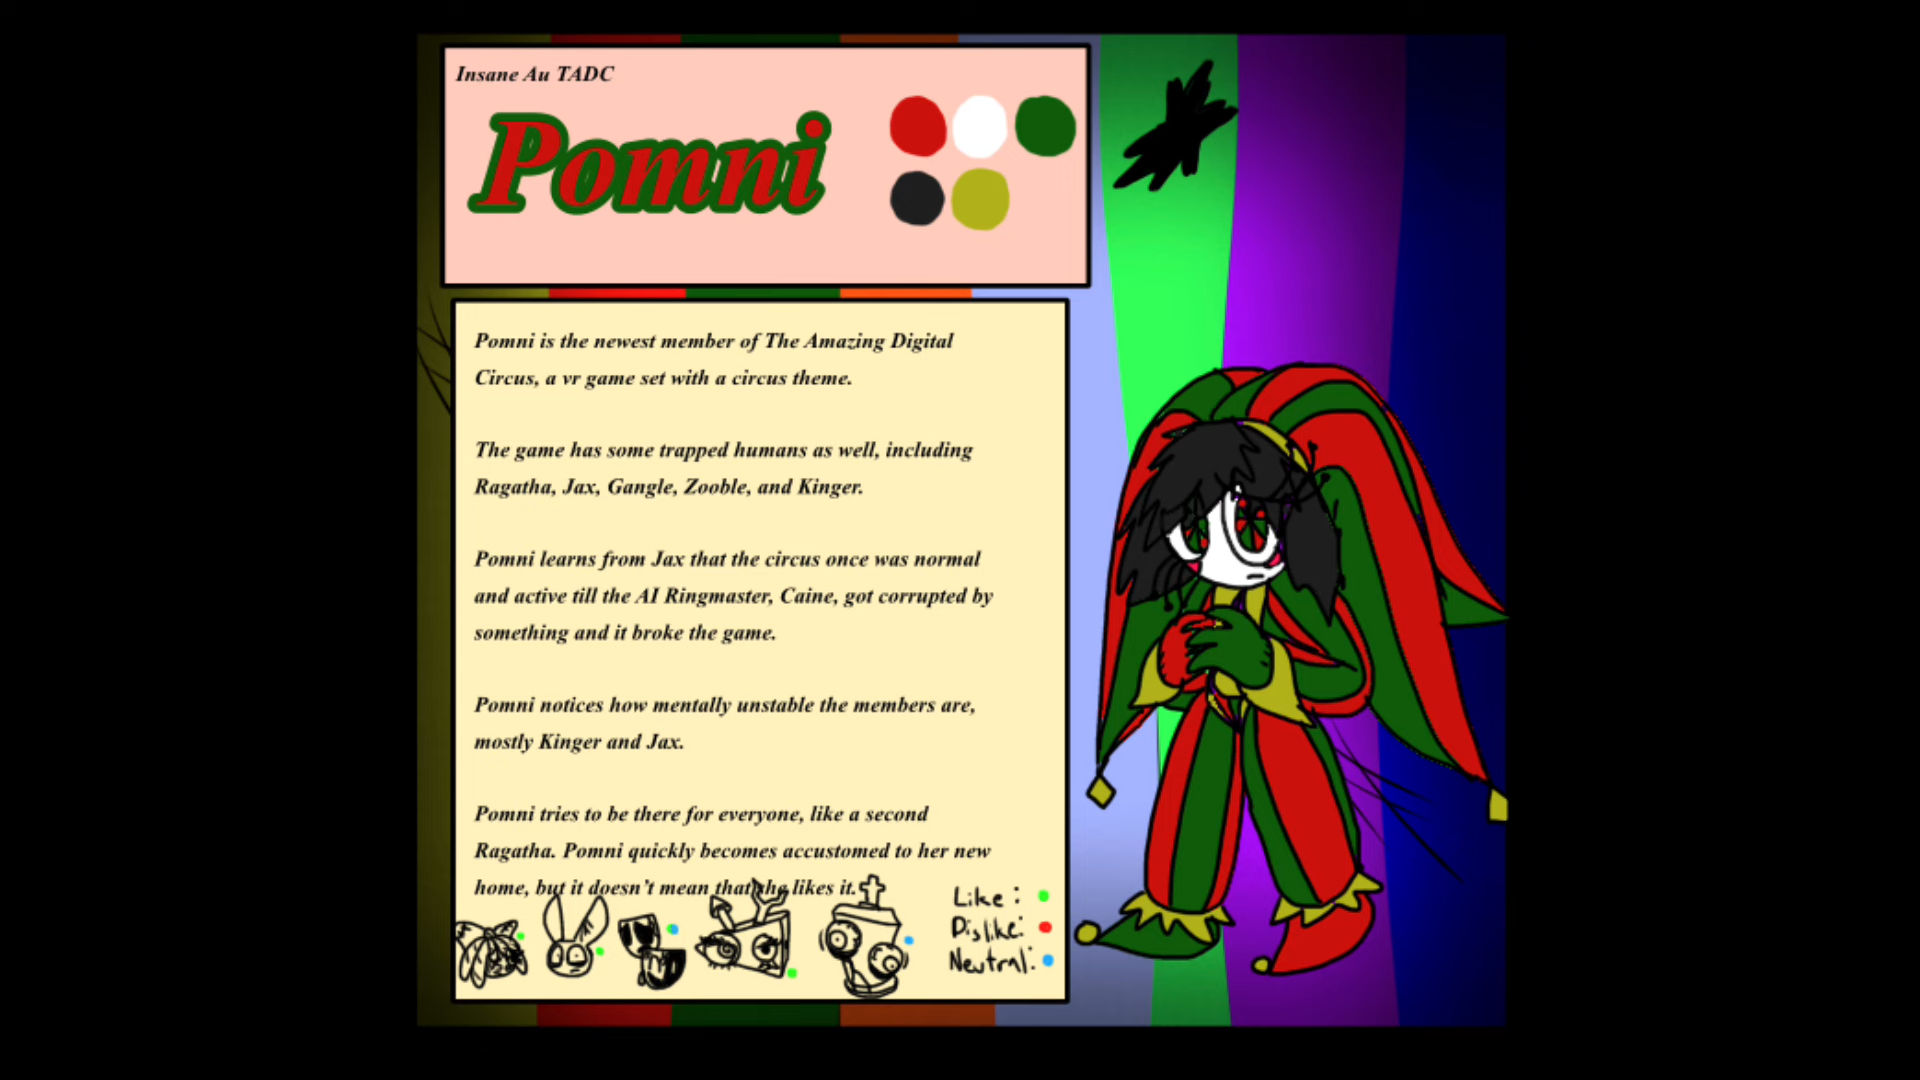 Insane Au TADC
Pomni
Pomni is the newest member of The Amazing Digital
Circus, a vr game set with a circus theme.
The game has some trapped humans as well, including
Ragatha, Jax, Gangle, Zooble, and Kinger.
Pomni learns from Jax that the circus once was normal
and active till the AI Ringmaster, Caine, got corrupted by
something and it broke the game.
Pomni notices how mentally unstable the members are,
mostly Kinger and Jax.
Pomni tries to be there for everyone, like a second
Ragatha. Pomni quickly becomes accustomed to her new
home, but it doesn't mean that she likes it.
Like:
Dislike:
Neutral: